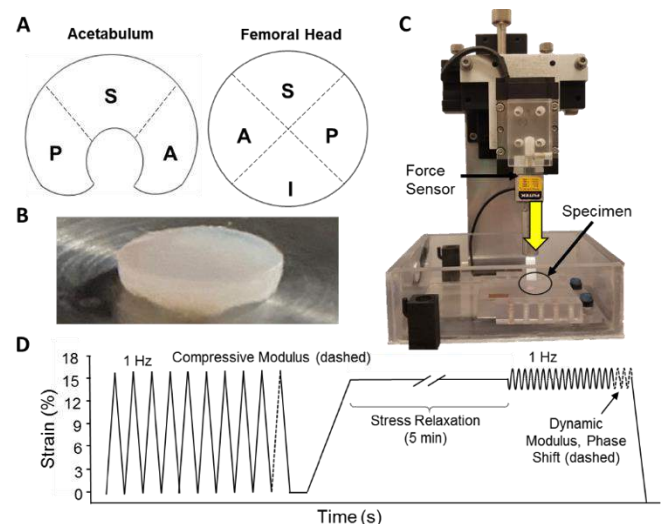 A
Acetabulum
Femoral Head
S
P
A
S
A
P
I
B
C
Force
Sensor
Specimen
D
18
15
12
9
6
3
0
Strain (%)
1 Hz
Compressive Modulus (dashed)
1 Hz
Stress Relaxation
(5 min)
Dynamic
Modulus, Phase
Shift (dashed)
Time (s)